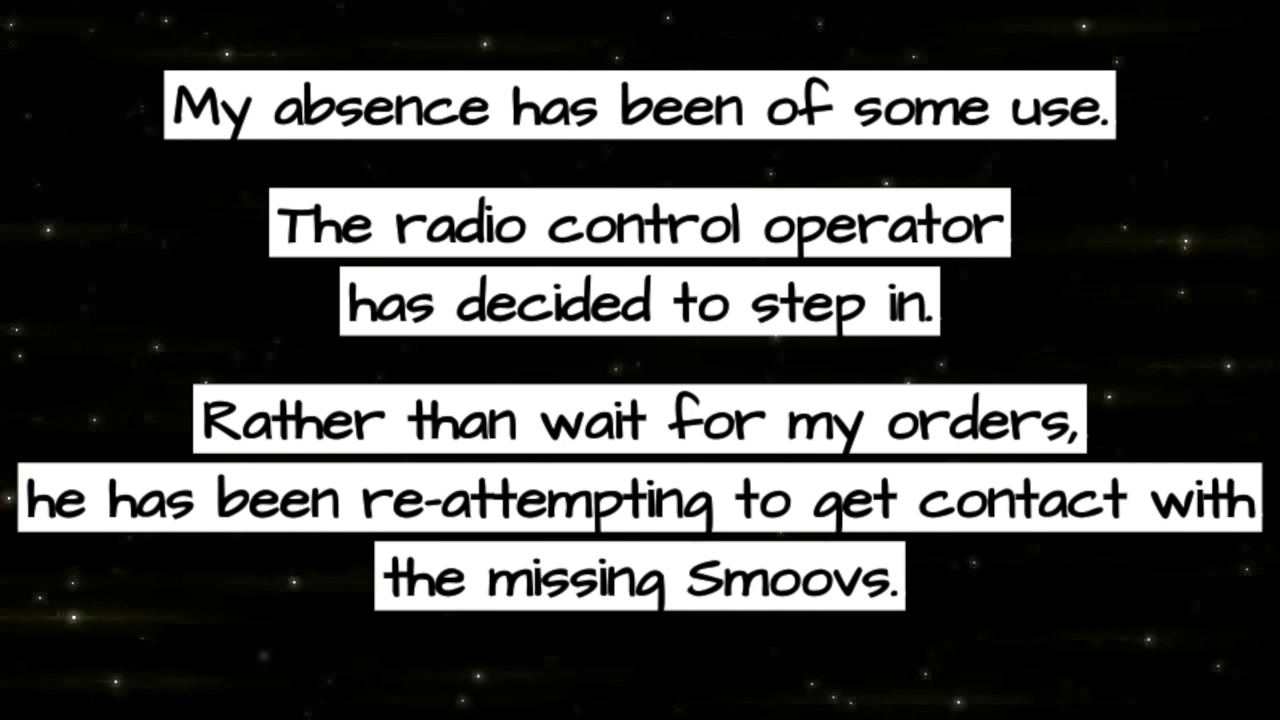 My absence has been of some use.
The radio control operator
has decided to step in.
Rather than wait for my orders,
he has been re-attempting to get contact with
the missing Smoovs.